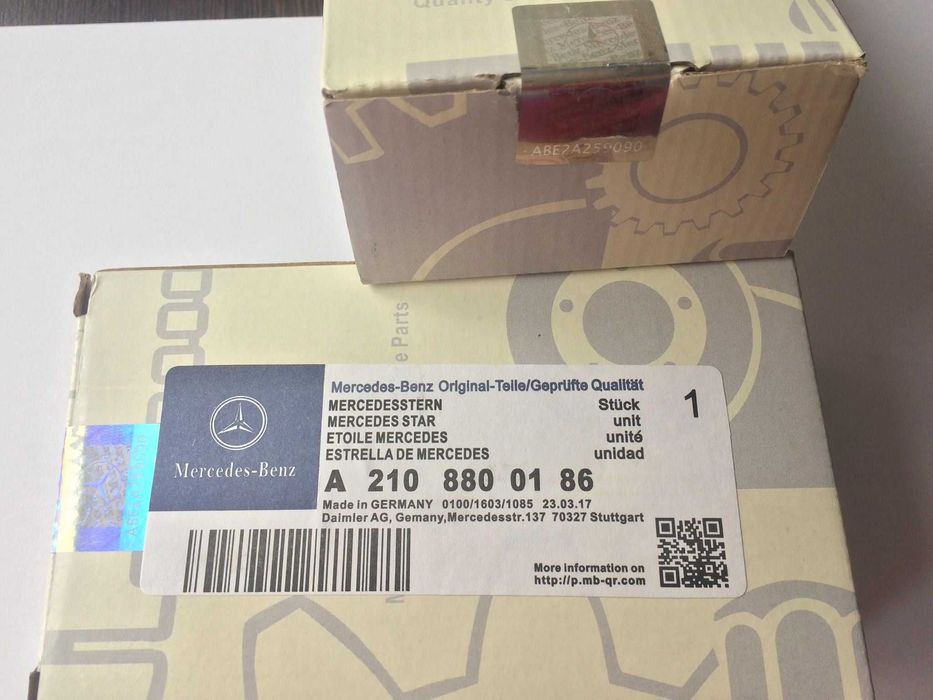 Quality
ABE2A259090
e Parts
Mercedes-Benz Original-Teile/Geprüfte Qualität
MERCEDESSTERN Stück 1
MERCEDES STAR unit
ETOILE MERCEDES unité
ESTRELLA DE MERCEDES unidad
Mercedes-Benz
A 210 880 01 86
Made in GERMANY 0100/1603/1085 23.03.17
Daimler AG, Gemany,Mercedesstr.137 70327 Stuttgart
More information on
http://p.mb-qr.com